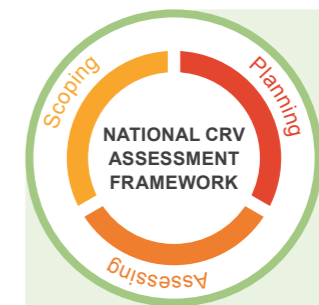 Scoping
Planning
NATIONAL CRV
ASSESSMENT
FRAMEWORK
Assessing